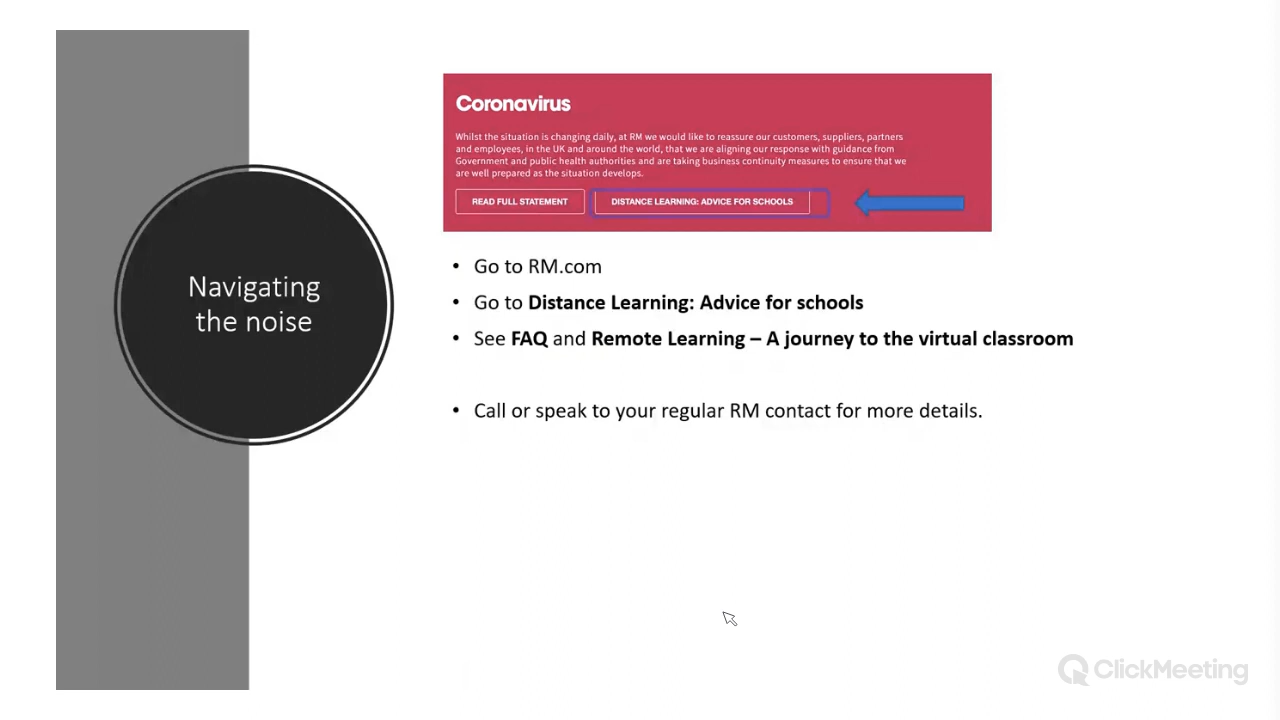 Navigating
the noise
Coronavirus
Whilst the situation is changing daily, at RM we would like to reassure our customers, suppliers, partners
and employees, in the UK and around the world, that we are aligning our response with guidance from
Government and public health authorities and are taking business continuity measures to ensure that we
are well prepared as the situation develops.
READ FULL STATEMENT DISTANCE LEARNING: ADVICE FOR SCHOOLS
• Go to RM.com
• Go to Distance Learning: Advice for schools
• See FAQ and Remote Learning – A journey to the virtual classroom
• Call or speak to your regular RM contact for more details.
ClickMeeting